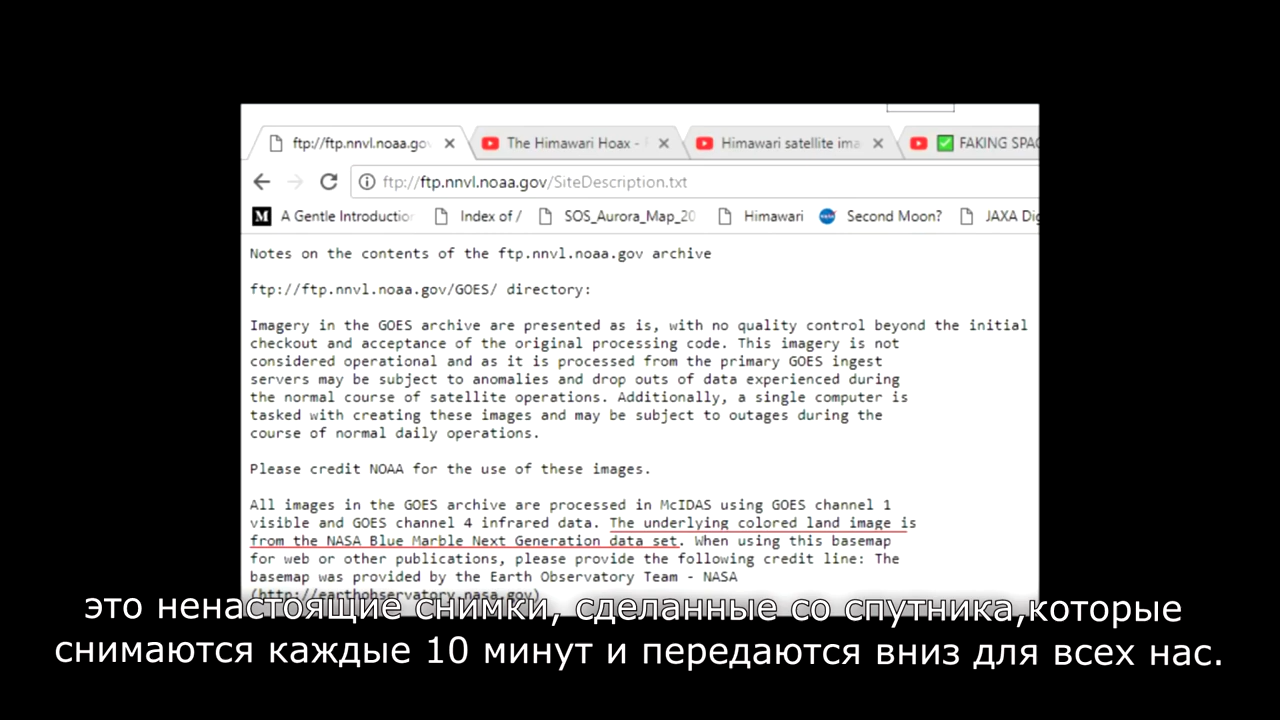 ftp://ftp.nnvl.noaa.gov
The Himawari Hoax -
Himawari satellite ima
FAKING SPAC
ftp://ftp.nnvl.noaa.gov/SiteDescription.txt
M A Gentle Introductio
Index of /
SOS_Aurora_Map_20
Himawari
Second Moon?
JAXA Dig
Notes on the contents of the ftp.nnvl.noaa.gov archive
ftp://ftp.nnvl.noaa.gov/GOES/ directory:
Imagery in the GOES archive are presented as is, with no quality control beyond the initial
checkout and acceptance of the original processing code. This imagery is not
considered operational and as it is processed from the primary GOES ingest
servers may be subject to anomalies and drop outs of data experienced during
the normal course of satellite operations. Additionally, a single computer is
tasked with creating these images and may be subject to outages during the
course of normal daily operations.
Please credit NOAA for the use of these images.
All images in the GOES archive are processed in McIDAS using GOES channel 1
visible and GOES channel 4 infrared data. The underlying colored land image is
from the NASA Blue Marble Next Generation data set. When using this basemap
for web or other publications, please provide the following credit line: The
basemap was provided by the Earth Observatory Team - NASA
(http://earthobservatory.nasa.gov)
это ненастоящие снимки, сделанные со спутника,которые
снимаются каждые 10 минут и передаются вниз для всех нас.